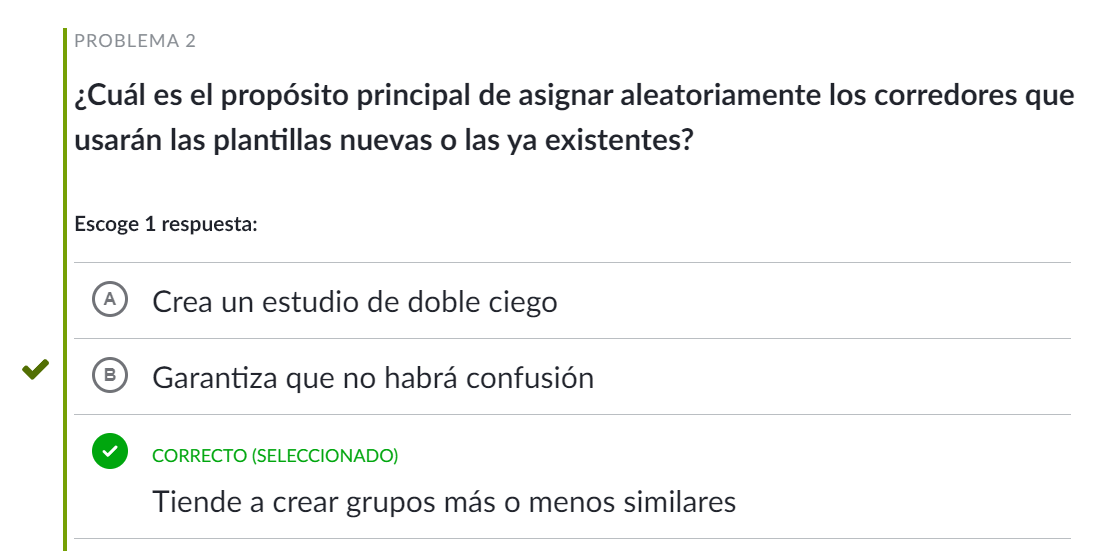 PROBLEMA 2
¿Cuál es el propósito principal de asignar aleatoriamente los corredores que
usarán las plantillas nuevas o las ya existentes?
Escoge 1 respuesta:
A Crea un estudio de doble ciego
B Garantiza que no habrá confusión
CORRECTO (SELECCIONADO)
Tiende a crear grupos más o menos similares